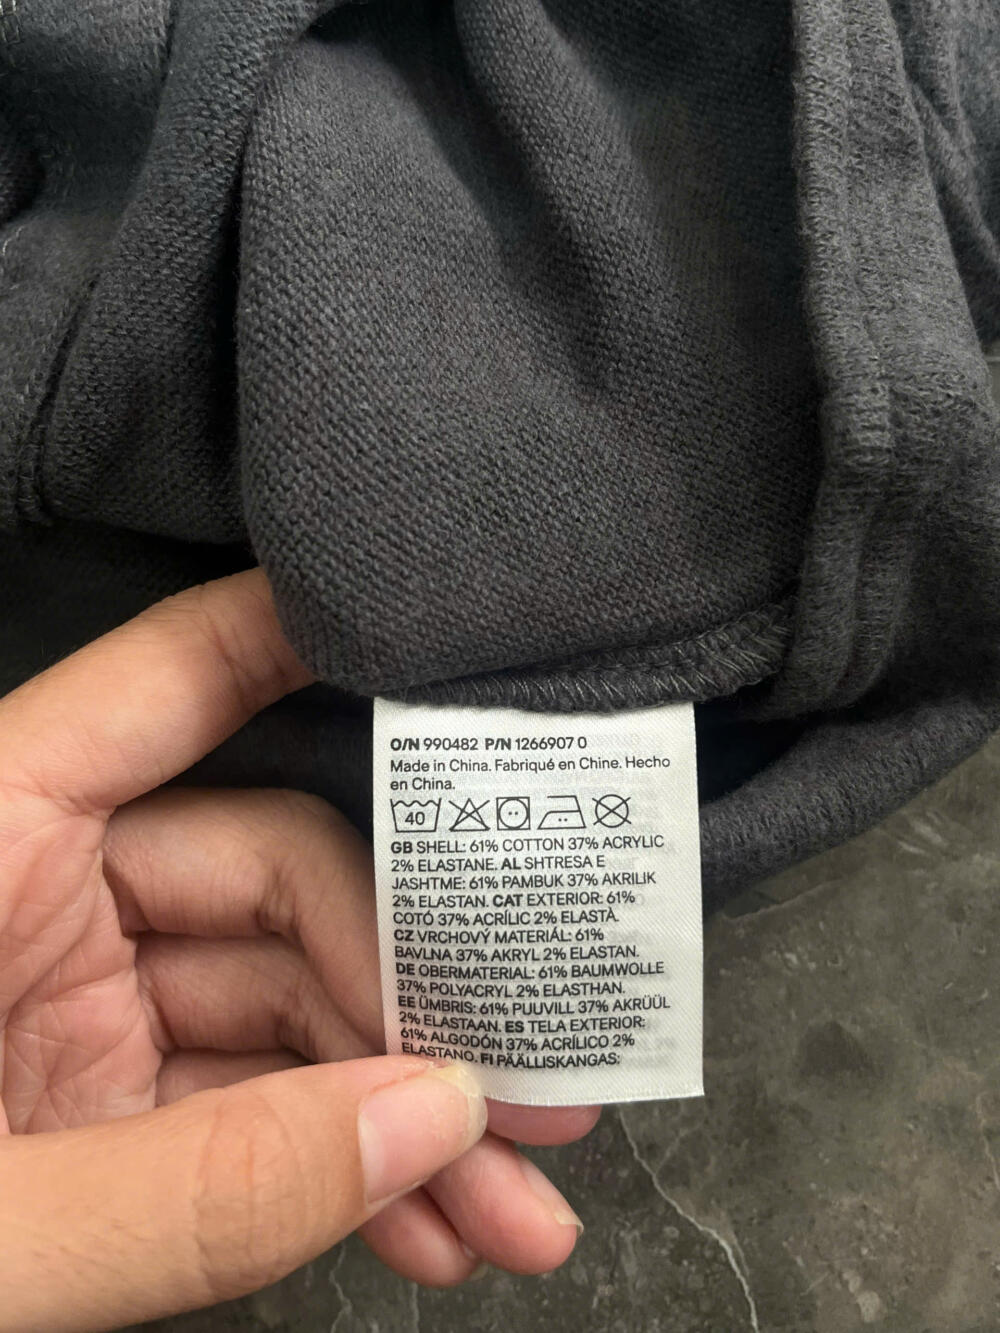 O/N 990482 P/N 1266907 0
Made in China. Fabriqué en Chine. Hecho
en China.
40
GB SHELL: 61% COTTON 37% ACRYLIC
2% ELASTANE. AL SHTRESA E
JASHTME: 61% PAMBUK 37% AKRILIK
2% ELASTAN. CAT EXTERIOR: 61%
COTÓ 37% ACRÍLIC 2% ELASTÀ.
CZ VRCHOVÝ MATERIÁL: 61%
BAVLNA 37% AKRYL 2% ELASTAN.
DE OBERMATERIAL: 61% BAUMWOLLE
37% POLYACRYL 2% ELASTHAN.
EE ÜMBRIS: 61% PUUVILL 37% AKRÜÜL
2% ELASTAAN. ES TELA EXTERIOR:
61% ALGODÓN 37% ACRÍLICO 2%
ELASTANO. FI PÄÄLLISKANGAS: